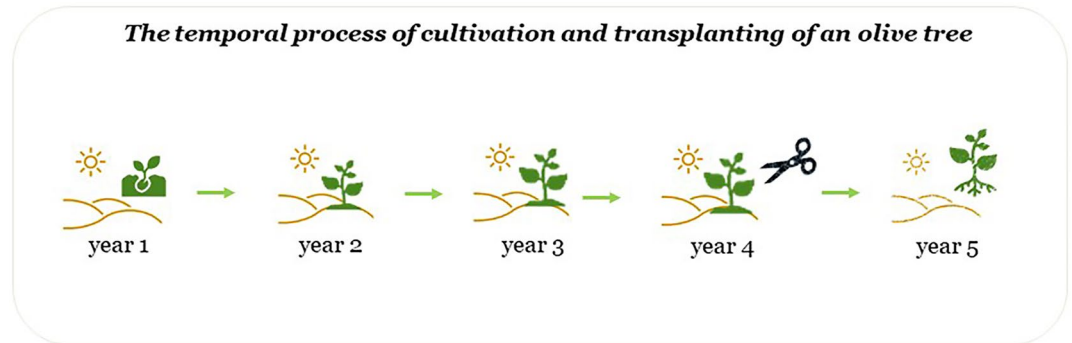 The temporal process of cultivation and transplanting of an olive tree
year 1
year 2
year 3
year 4
year 5